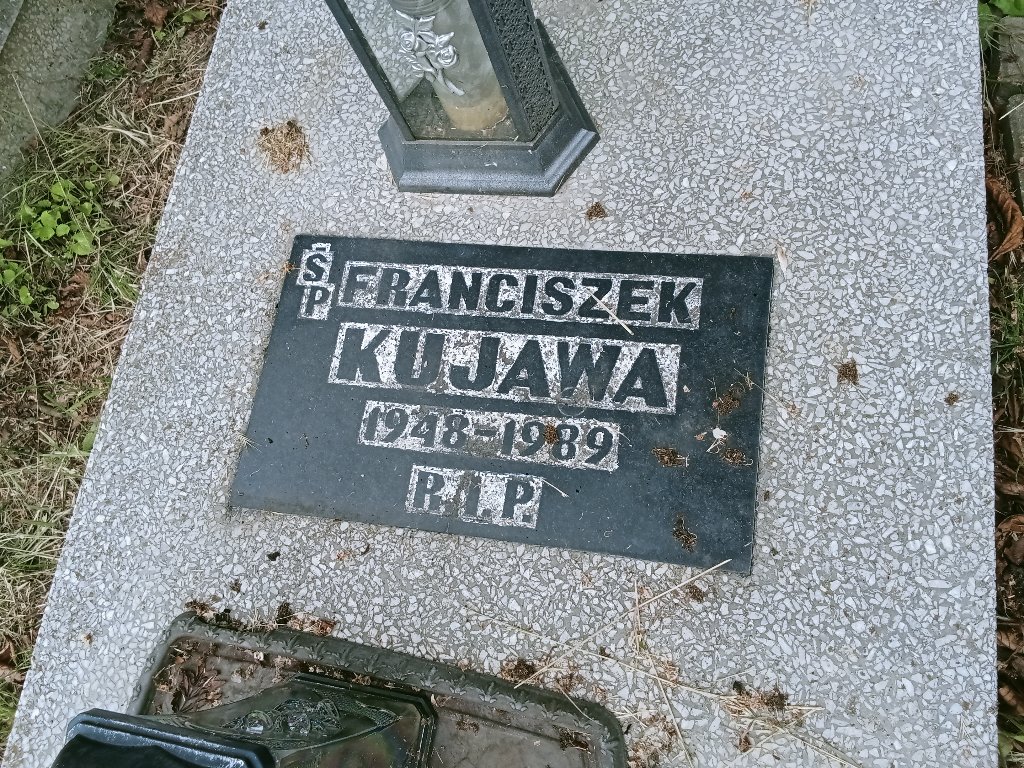 ŚP FRANCISZEK
KUJAWA
1948-1989
R.I.P.